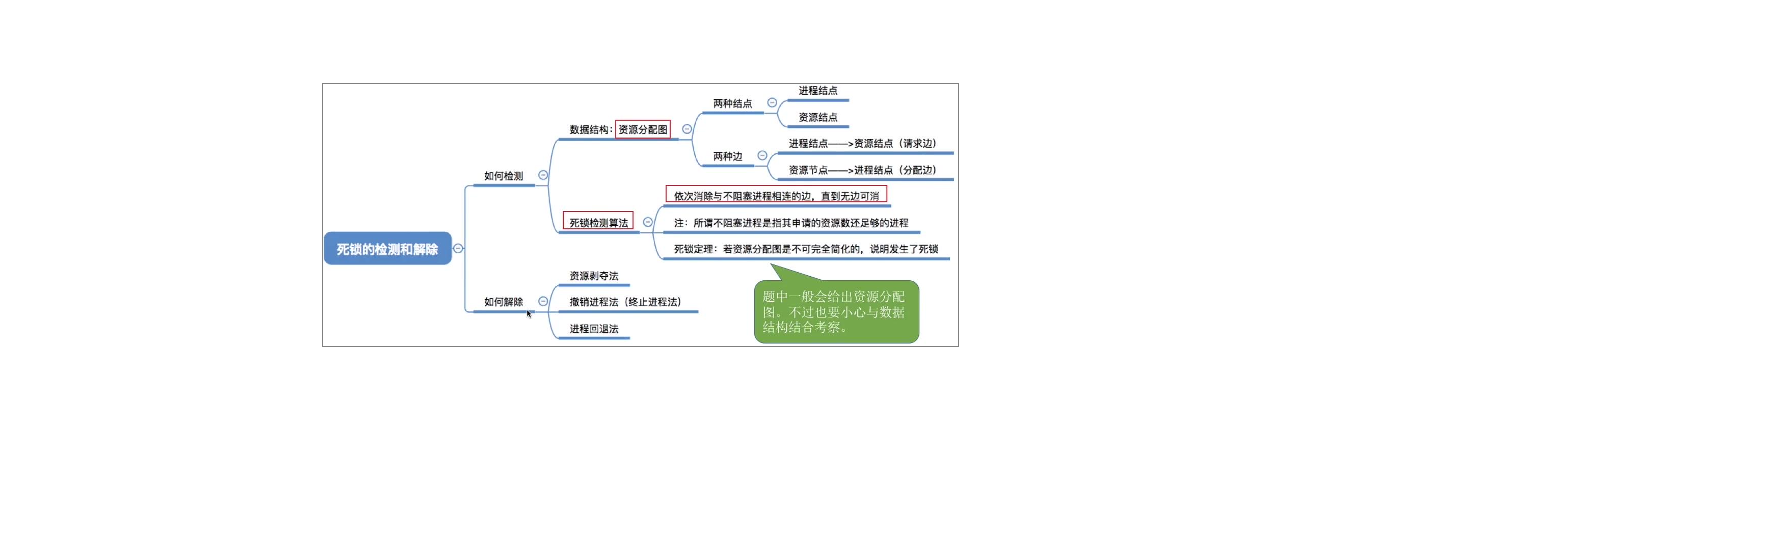 死锁的检测和解除
如何检测
数据结构：资源分配图
两种结点
进程结点
资源结点
两种边
进程结点——>资源结点（请求边）
资源节点——>进程结点（分配边）
死锁检测算法
依次消除与不阻塞进程相连的边，直到无边可消
注：所谓不阻塞进程是指其申请的资源数还足够的进程
死锁定理：若资源分配图是不可完全简化的，说明发生了死锁
如何解除
资源剥夺法
撤销进程法（终止进程法）
进程回退法
题中一般会给出资源分配
图。不过也要小心与数据
结构结合考察。